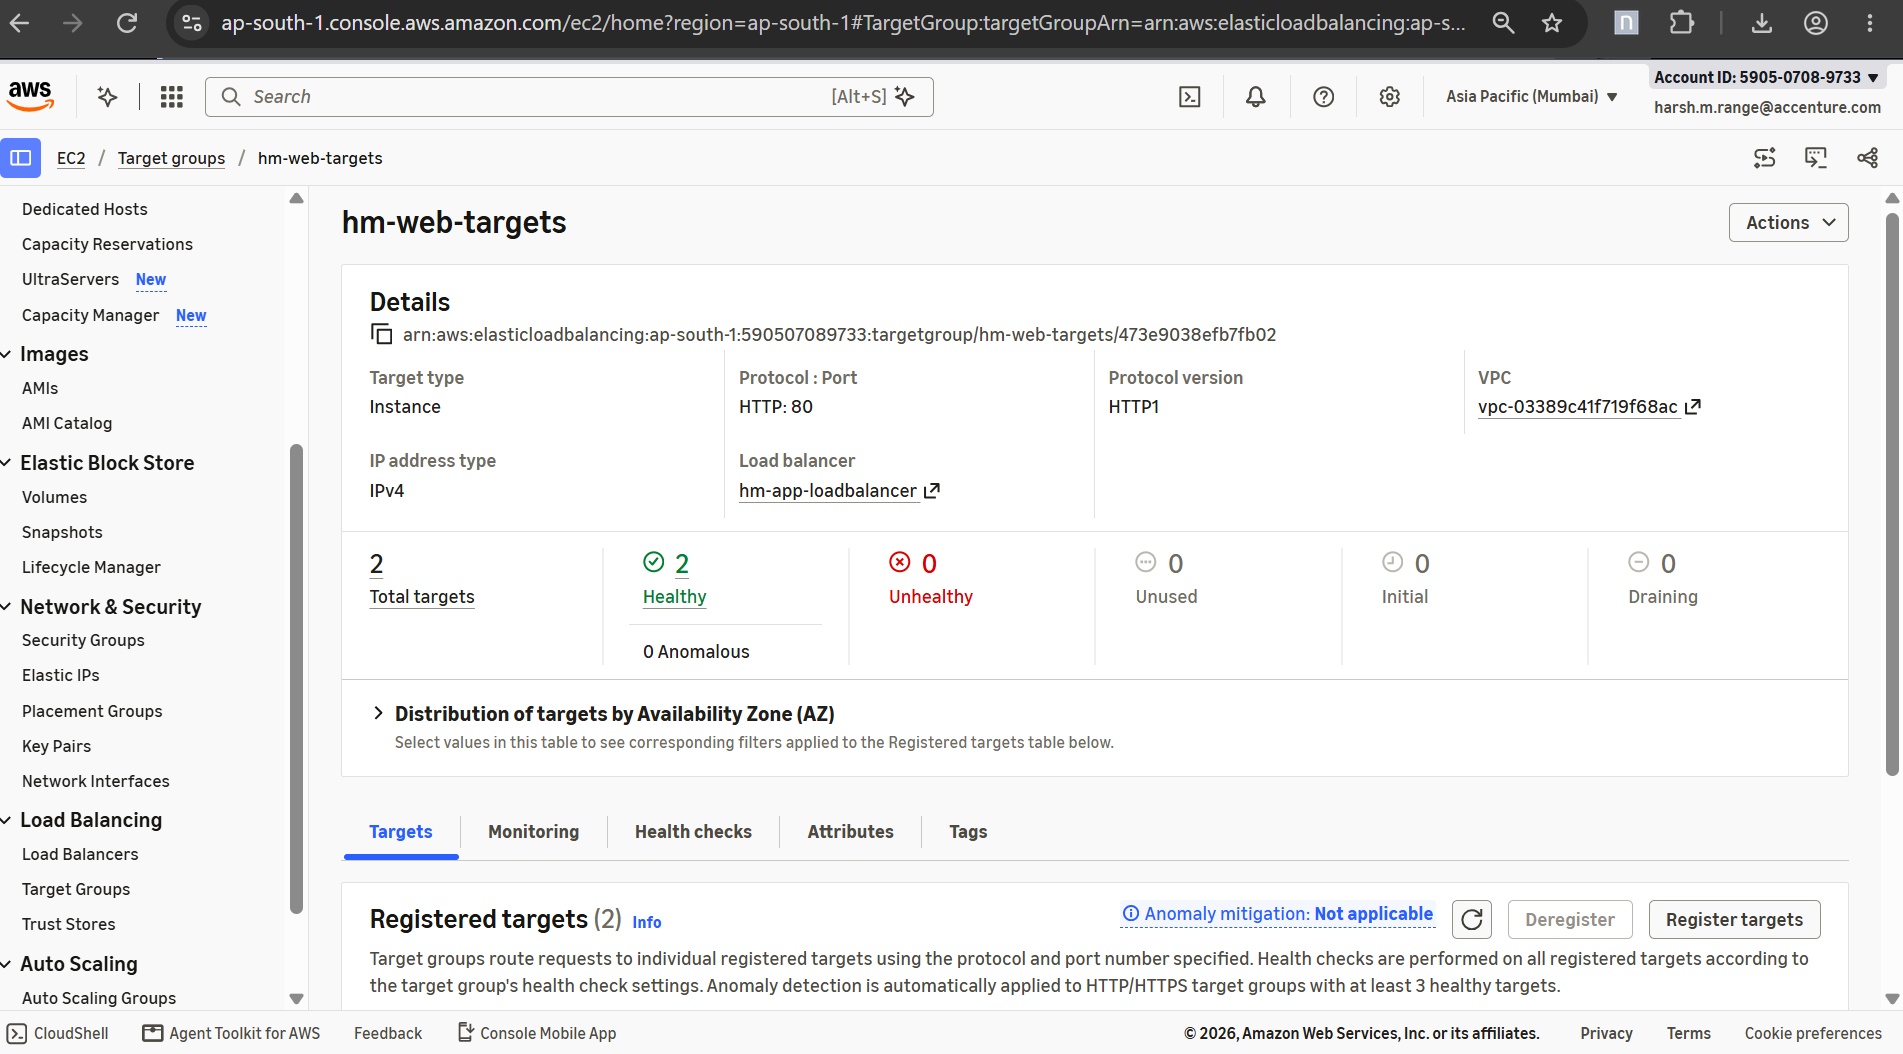 ap-south-1.console.aws.amazon.com/ec2/home?region=ap-south-1#TargetGroup:targetGroupArn=arn:aws:elasticloadbalancing:ap-s...
n
aws
Search
[Alt+S]
Asia Pacific (Mumbai)
Account ID: 5905-0708-9733
harsh.m.range@accenture.com
EC2 / Target groups / hm-web-targets
Dedicated Hosts
Capacity Reservations
UltraServers New
Capacity Manager New
Images
AMIs
AMI Catalog
Elastic Block Store
Volumes
Snapshots
Lifecycle Manager
Network & Security
Security Groups
Elastic IPs
Placement Groups
Key Pairs
Network Interfaces
Load Balancing
Load Balancers
Target Groups
Trust Stores
Auto Scaling
Auto Scaling Groups
hm-web-targets
Actions
Details
arn:aws:elasticloadbalancing:ap-south-1:590507089733:targetgroup/hm-web-targets/473e9038efb7fb02
Target type
Instance
Protocol : Port
HTTP: 80
Protocol version
HTTP1
VPC
vpc-03389c41f719f68ac
IP address type
IPv4
Load balancer
hm-app-loadbalancer
2
Total targets
2
Healthy
0 Anomalous
0
Unhealthy
0
Unused
0
Initial
0
Draining
Distribution of targets by Availability Zone (AZ)
Select values in this table to see corresponding filters applied to the Registered targets table below.
Targets
Monitoring
Health checks
Attributes
Tags
Registered targets (2) Info
Anomaly mitigation: Not applicable
Deregister
Register targets
Target groups route requests to individual registered targets using the protocol and port number specified. Health checks are performed on all registered targets according to
the target group's health check settings. Anomaly detection is automatically applied to HTTP/HTTPS target groups with at least 3 healthy targets.
CloudShell
Agent Toolkit for AWS
Feedback
Console Mobile App
© 2026, Amazon Web Services, Inc. or its affiliates.
Privacy
Terms
Cookie preferences